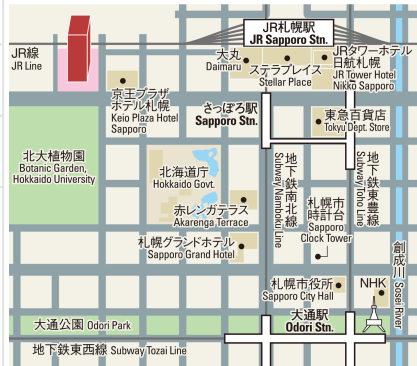 JR札幌駅
JR Sapporo Stn.
JR線
JR Line
大丸
Daimaru
ステラプレイス
Stellar Place
JRタワーホテル
日航札幌
JR Tower Hotel
Nikko Sapporo
京王プラザ
ホテル札幌
Keio Plaza Hotel
Sapporo
さっぽろ駅
Sapporo Stn.
東急百貨店
Tokyu Dept. Store
北大植物園
Botanic Garden,
Hokkaido University
北海道庁
Hokkaido Govt.
地下鉄南北線
Subway Namboku Line
地下鉄東豊線
Subway Toho Line
赤レンガテラス
Akarenga Terrace
札幌市
時計台
Sapporo
Clock Tower
札幌グランドホテル
Sapporo Grand Hotel
創成川
Sosei River
札幌市役所
Sapporo City Hall
NHK
大通公園 Odori Park
大通駅
Odori Stn.
地下鉄東西線 Subway Tozai Line